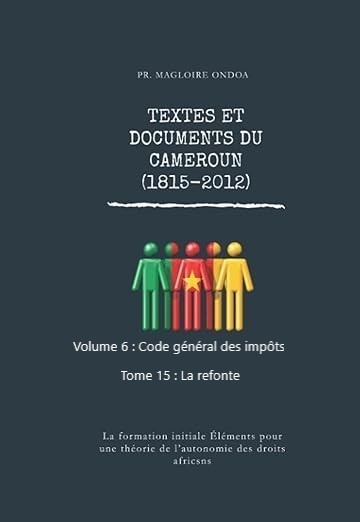 PR. MAGLOIRE ONDOA
TEXTES ET
DOCUMENTS DU
CAMEROUN
(1815-2012)
Volume 6 : Code général des impôts
Tome 15 : La refonte
La formation initiale Éléments pour
une théorie de l'autonomie des droits
africsns